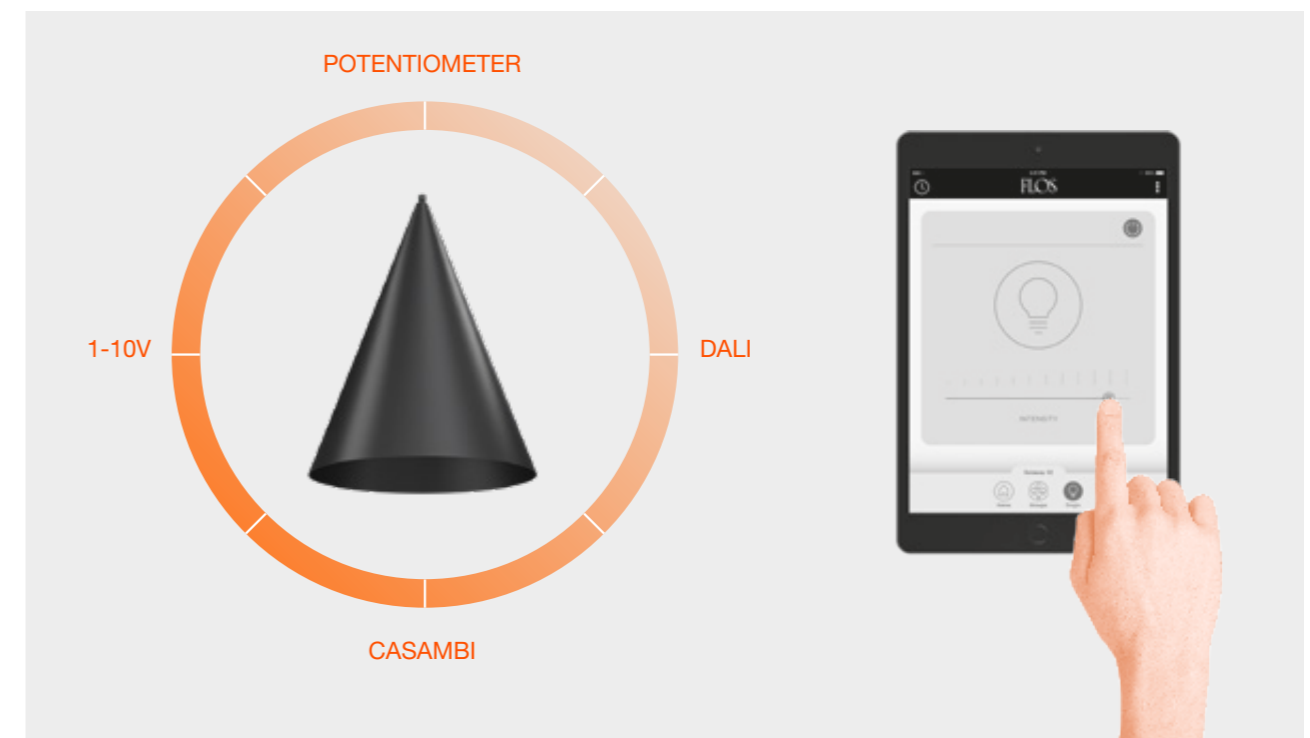 POTENTIOMETER
FLOS
1-10V
DALI
INTENSITY
CASAMBI